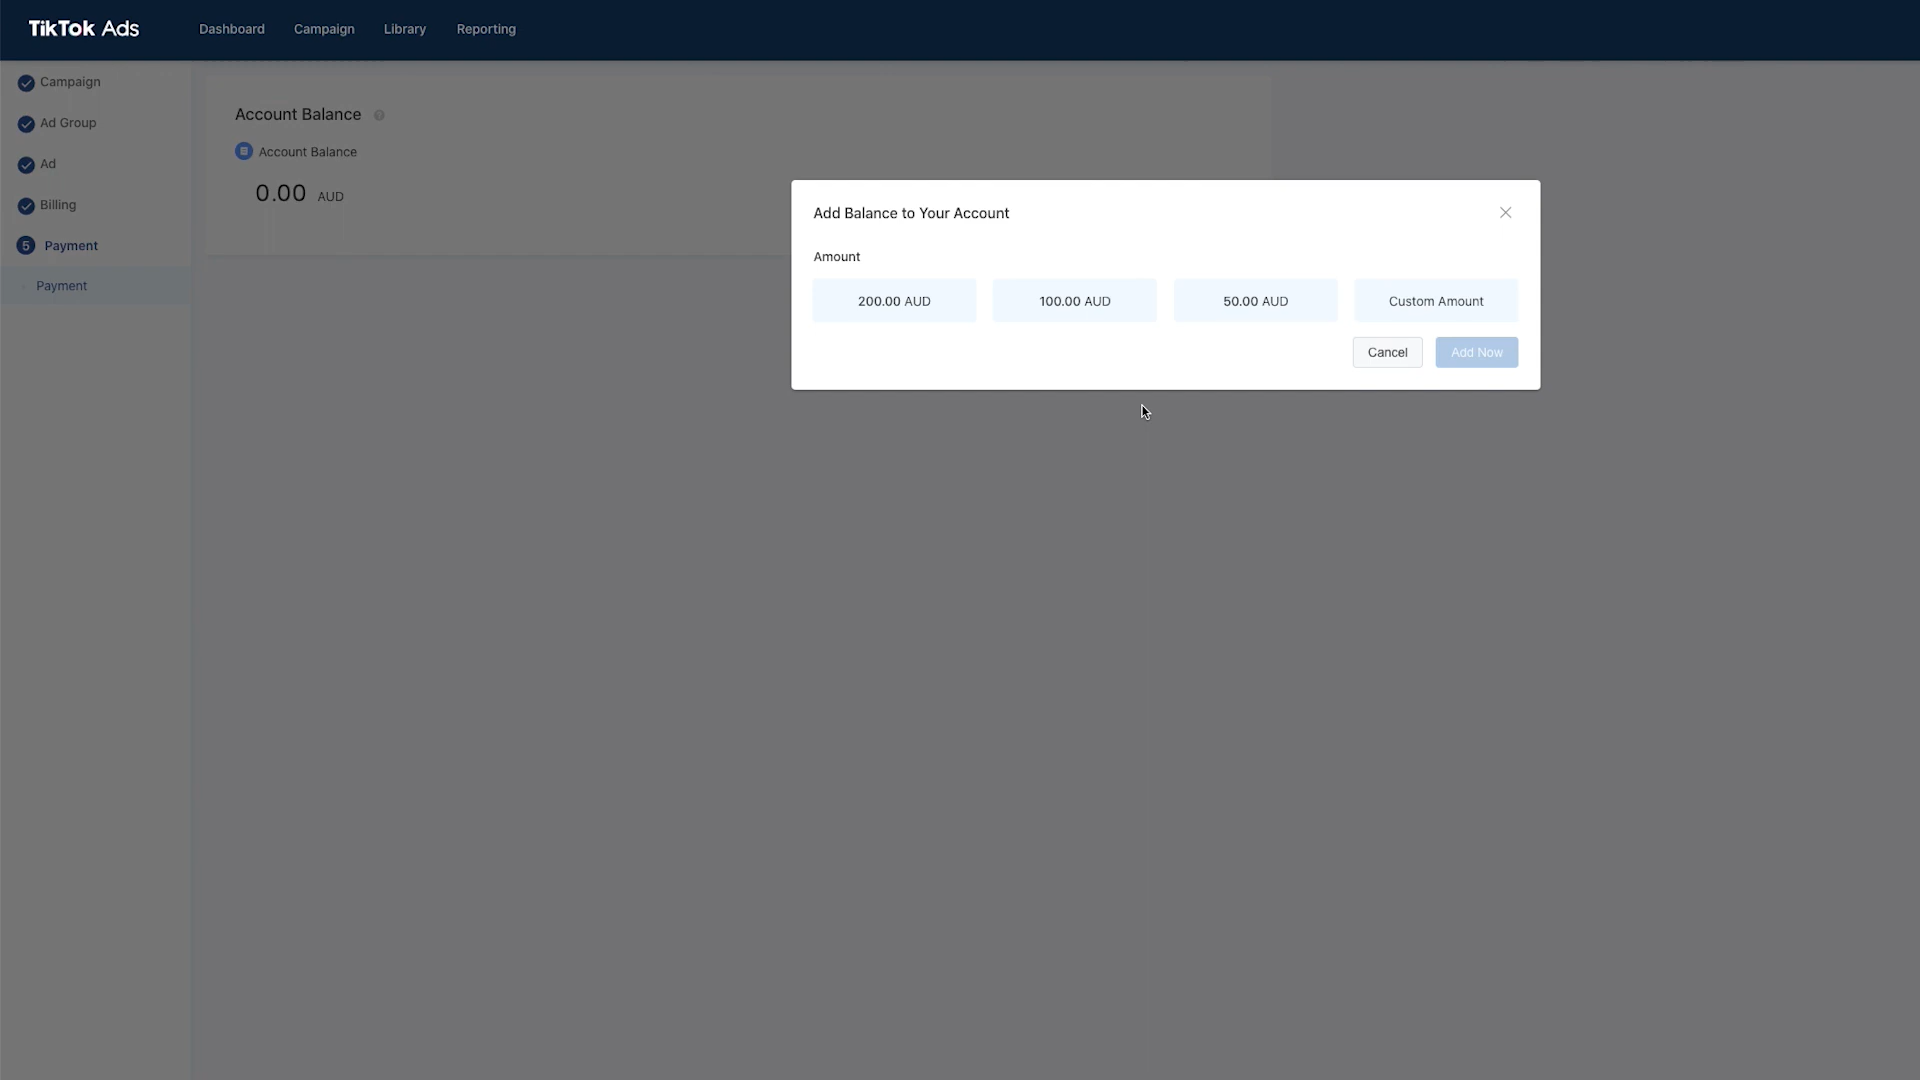 TikTok Ads
Dashboard
Campaign
Library
Reporting
Campaign
Ad Group
Ad
Billing
5 Payment
Payment
Account Balance ?
Account Balance
0.00 AUD
Add Balance to Your Account
Amount
200.00 AUD
100.00 AUD
50.00 AUD
Custom Amount
Cancel
Add Now